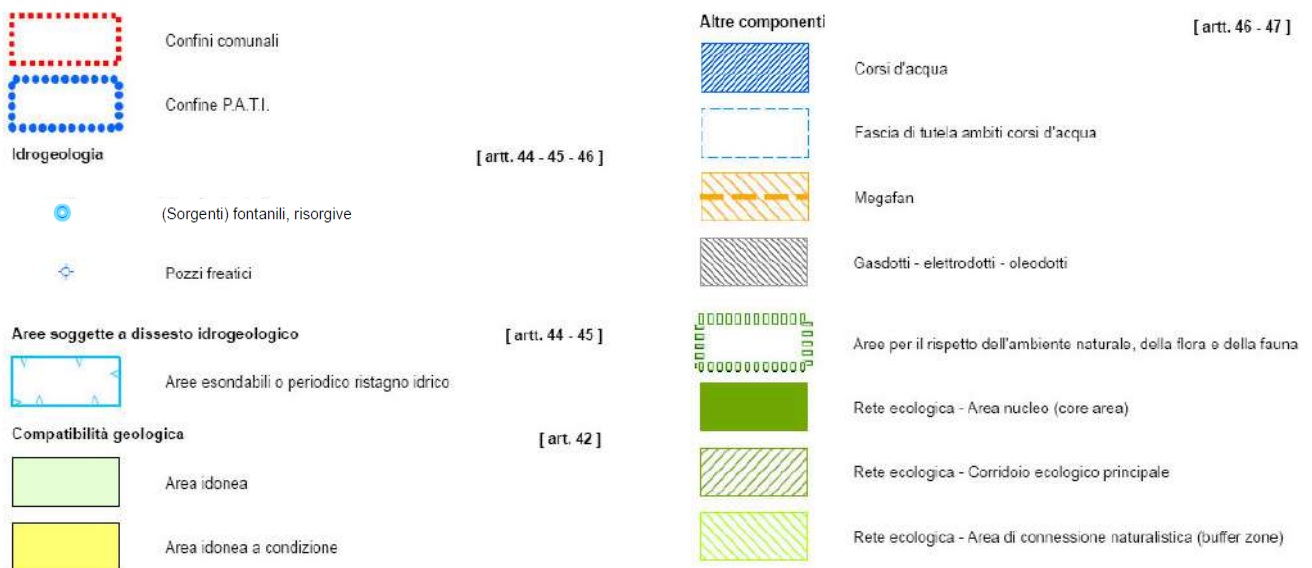 Confini comunali
Confine P.A.T.I.
Idrogeologia [ artt. 44 - 45 - 46 ]
(Sorgenti) fontanili, risorgive
Pozzi freatici
Aree soggette a dissesto idrogeologico [ artt. 44 - 45 ]
Aree esondabili o periodico ristagno idrico
Compatibilità geologica [ art. 42 ]
Area idonea
Area idonea a condizione
Altre componenti [ artt. 46 - 47 ]
Corsi d'acqua
Fascia di tutela ambiti corsi d'acqua
Megafan
Gasdotti - elettrodotti - oleodotti
Aree per il rispetto dell'ambiente naturale, della flora e della fauna
Rete ecologica - Area nucleo (core area)
Rete ecologica - Corridoio ecologico principale
Rete ecologica - Area di connessione naturalistica (buffer zone)